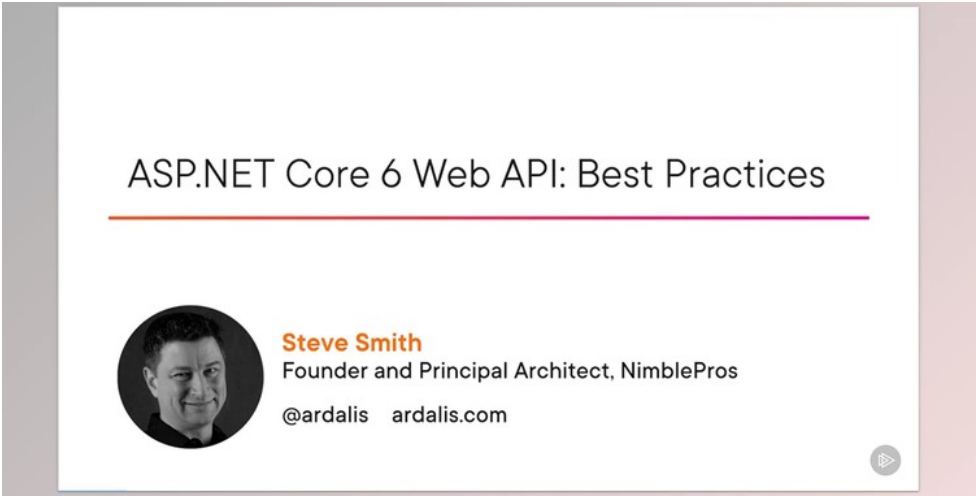 ASP.NET Core 6 Web API: Best Practices
Steve Smith
Founder and Principal Architect, NimblePros
@ardalis ardalis.com